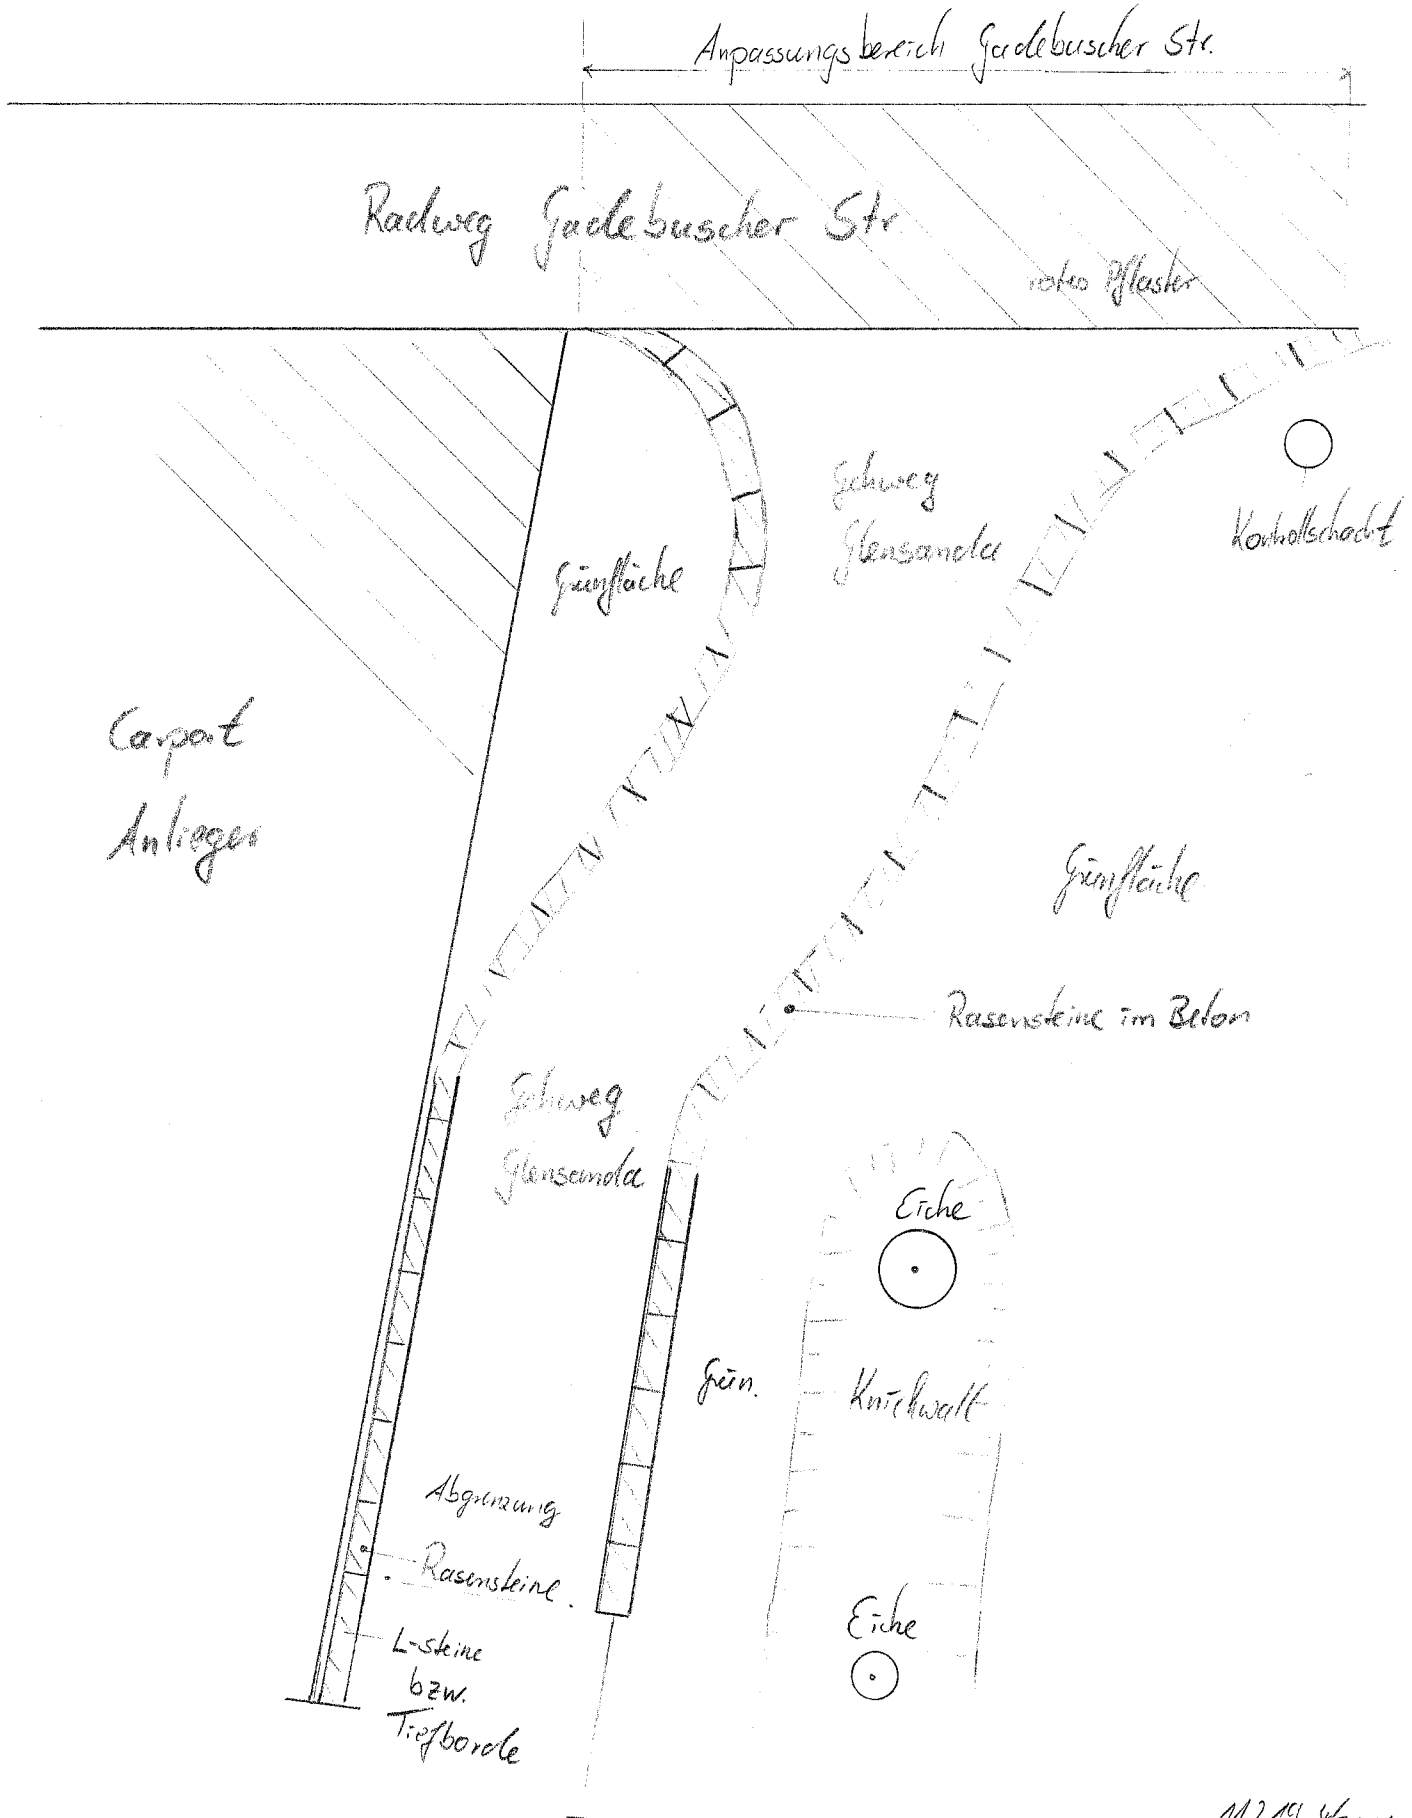 Anpassungsbereich Gadebuscher Str.
Radweg Gadebuscher Str.
rotes Pflaster
Gehweg
Glensanda
Kontrollschacht
Grünfläche
Carport
Anlieger
Grünfläche
Rasensteine im Beton
Gehweg
Glensanda
Eiche
Grün.
Knickwall
Abgrenzung
Rasensteine.
Eiche
L-steine
bzw.
Tiefborde